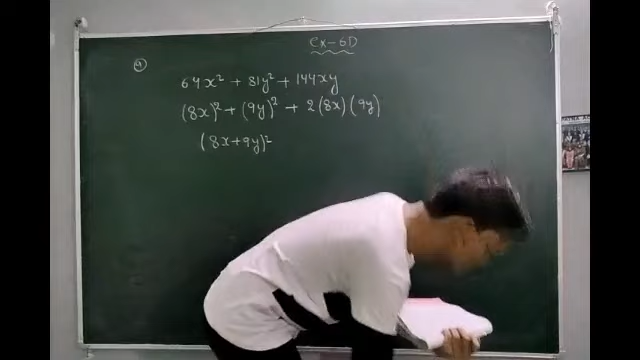 Ex-6D
④
64x² + 81y² + 144xy
(8x)² + (9y)² + 2(8x)(9y)
(8x+9y)²